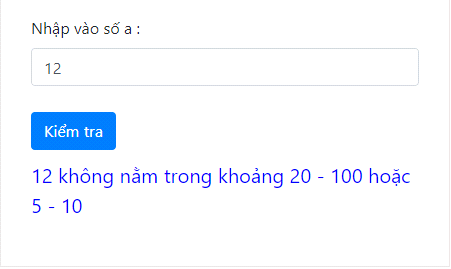 Nhập vào số a :
12
Kiểm tra
12 không nằm trong khoảng 20 - 100 hoặc
5 - 10